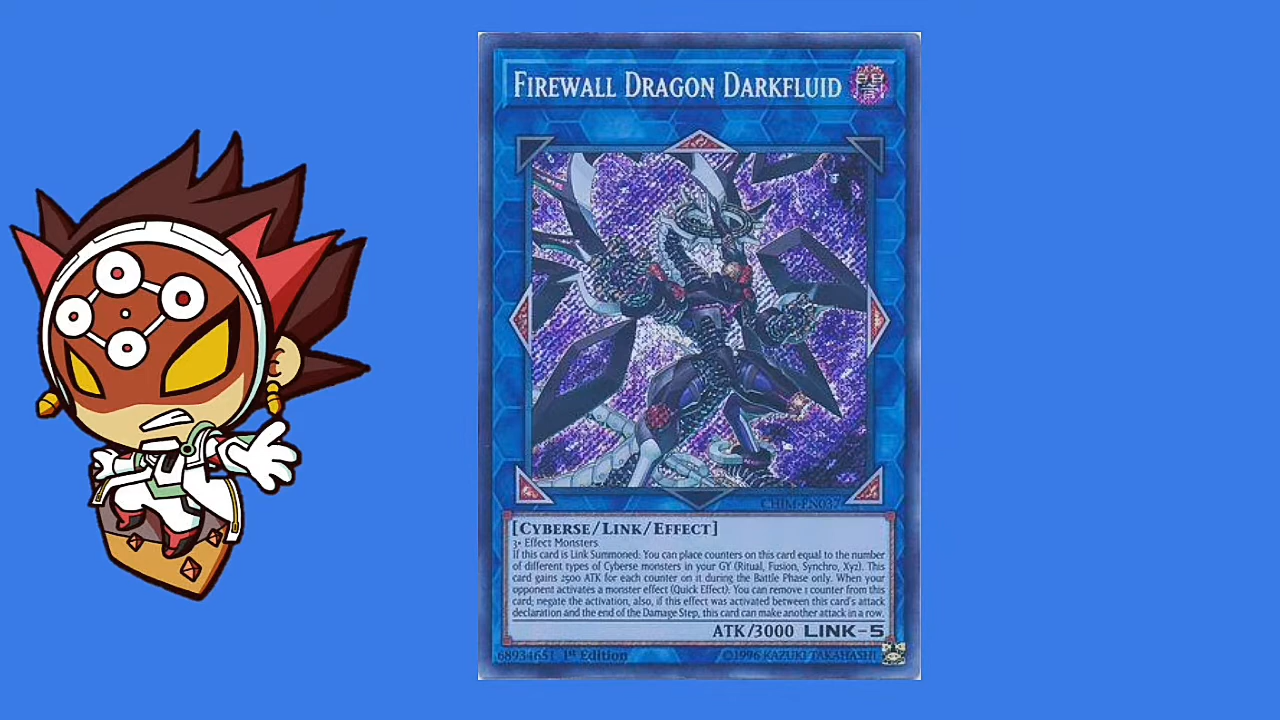 FIREWALL DRAGON DARKFLUID
闇
CHIM-EN037
[CYBERSE/LINK/EFFECT]
3+ Effect Monsters
If this card is Link Summoned: You can place counters on this card equal to the number
of different types of Cyberse monsters in your GY (Ritual, Fusion, Synchro, Xyz). This
card gains 2500 ATK for each counter on it during the Battle Phase only. When your
opponent activates a monster effect (Quick Effect): You can remove 1 counter from this
card; negate the activation, also, if this effect was activated between this card's attack
declaration and the end of the Damage Step, this card can make another attack in a row.
ATK/3000 LINK-5
68934651 1st Edition ©1996 KAZUKI TAKAHASHI